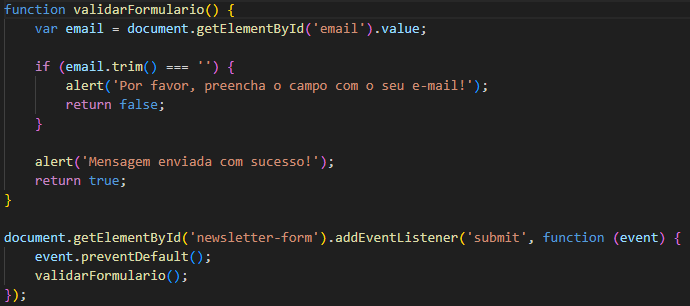 function validarFormulario() {
    var email = document.getElementById('email').value;

    if (email.trim() === '') {
        alert('Por favor, preencha o campo com o seu e-mail!');
        return false;
    }

    alert('Mensagem enviada com sucesso!');
    return true;
}

document.getElementById('newsletter-form').addEventListener('submit', function (event) {
    event.preventDefault();
    validarFormulario();
});